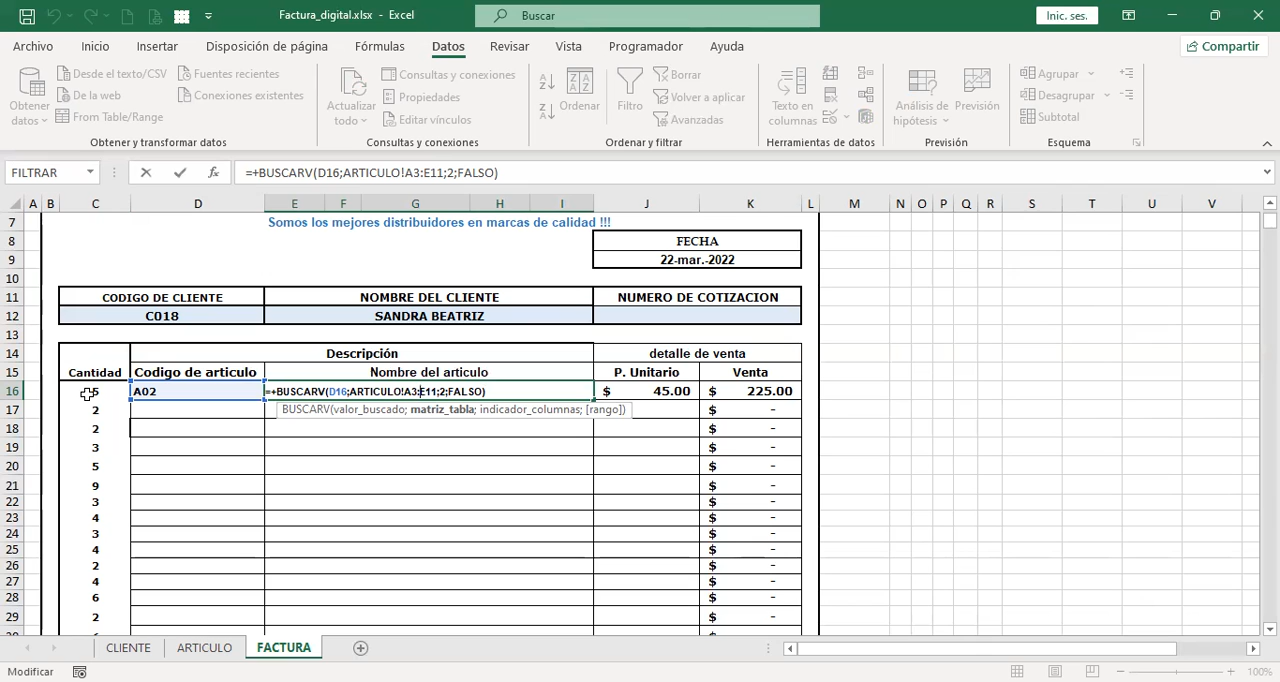 Factura_digital.xlsx - Excel
Buscar
Inic. ses.
Archivo Inicio Insertar Disposición de página Fórmulas Datos Revisar Vista Programador Ayuda
Compartir
Obtener datos
Desde el texto/CSV
De la web
From Table/Range
Fuentes recientes
Conexiones existentes
Obtener y transformar datos
Actualizar todo
Consultas y conexiones
Propiedades
Editar vínculos
Consultas y conexiones
Ordenar
Filtro
Borrar
Volver a aplicar
Avanzadas
Ordenar y filtrar
Texto en columnas
Herramientas de datos
Análisis de hipótesis
Previsión
Previsión
Agrupar
Desagrupar
Subtotal
Esquema
FILTRAR
=+BUSCARV(D16;ARTICULO!A3:E11;2;FALSO)
A B C D E F G H I J K L M N O P Q R S T U V
7 Somos los mejores distribuidores en marcas de calidad !!!
8 FECHA
9 22-mar.-2022
10
11 CODIGO DE CLIENTE NOMBRE DEL CLIENTE NUMERO DE COTIZACION
12 C018 SANDRA BEATRIZ
13
14 Descripción detalle de venta
15 Cantidad Codigo de articulo Nombre del articulo P. Unitario Venta
16 5 A02 =+BUSCARV(D16;ARTICULO!A3:E11;2;FALSO) $ 45.00 $ 225.00
BUSCARV(valor_buscado; matriz_tabla; indicador_columnas; [rango])
17 2 $ -
18 2 $ -
19 3 $ -
20 5 $ -
21 9 $ -
22 3 $ -
23 4 $ -
24 3 $ -
25 4 $ -
26 2 $ -
27 4 $ -
28 6 $ -
29 2 $ -
CLIENTE ARTICULO FACTURA
Modificar
100%